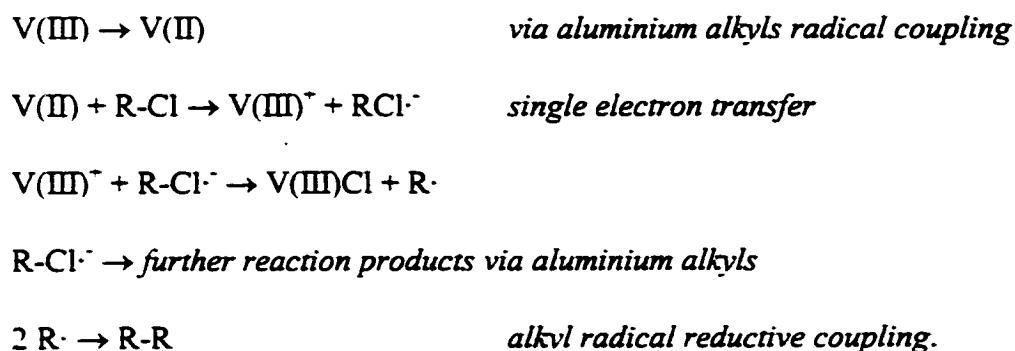 V(III) → V(II) via aluminium alkyls radical coupling
V(II) + R-Cl → V(III)⁺ + RCl·⁻ single electron transfer
V(III)⁺ + R-Cl·⁻ → V(III)Cl + R·
R-Cl·⁻ → further reaction products via aluminium alkyls
2 R· → R-R alkyl radical reductive coupling.